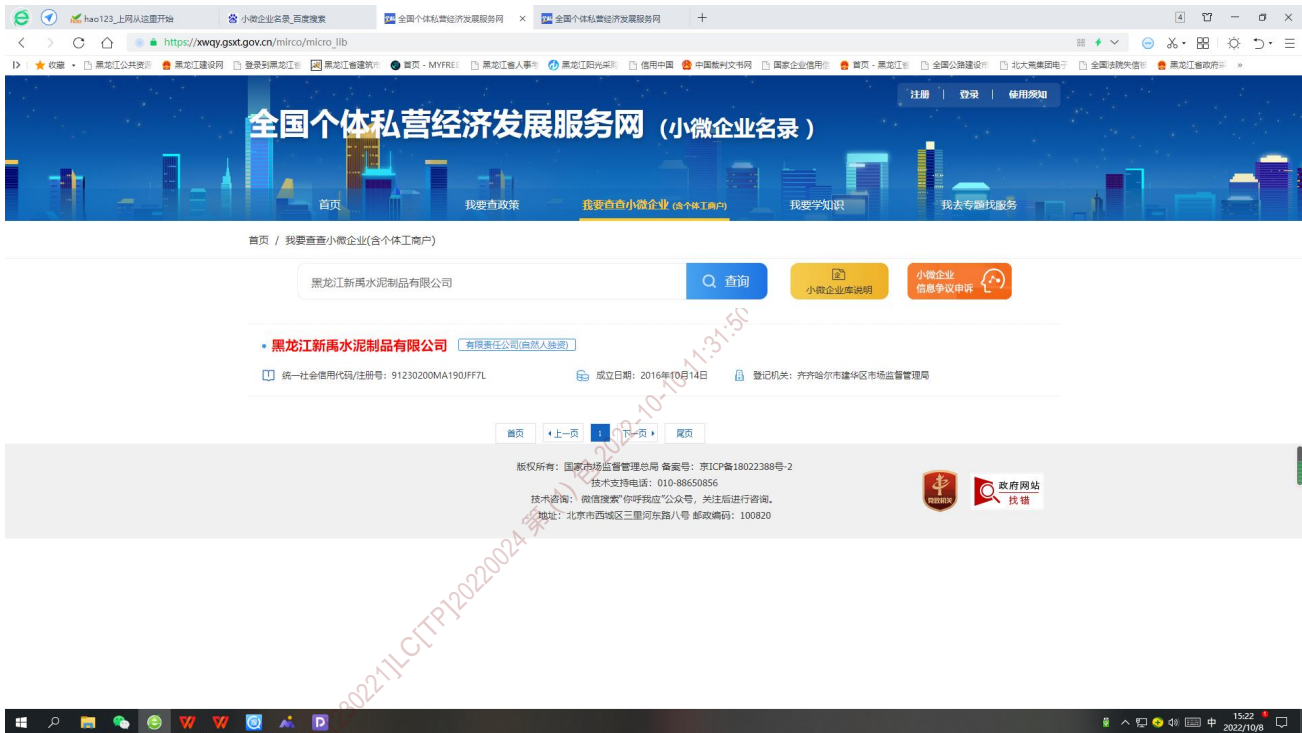 hao123_上网从这里开始
小微企业名录_百度搜索
全国个体私营经济发展服务网
全国个体私营经济发展服务网
4
https://xwqy.gsxt.gov.cn/mirco/micro_lib
收藏
黑龙江公共资
黑龙江建设网
登录到黑龙江
黑龙江省建筑
首页 - MYFREE
黑龙江省人事
黑龙江阳光采
信用中国
中国裁判文书网
国家企业信用
首页 - 黑龙江
全国公路建设
北大荒集团电子
全国法院失信
黑龙江省政府采
注册 | 登录 | 使用须知
全国个体私营经济发展服务网 (小微企业名录)
首页
我要查政策
我要查查小微企业 (含个体工商户)
我要学知识
我去专题找服务
首页 / 我要查查小微企业(含个体工商户)
黑龙江新禹水泥制品有限公司
查询
小微企业库说明
小微企业
信息争议申诉
黑龙江新禹水泥制品有限公司
有限责任公司(自然人独资)
统一社会信用代码/注册号: 91230200MA190JFF7L
成立日期: 2016年10月14日
登记机关: 齐齐哈尔市建华区市场监督管理局
首页
上一页
1
下一页
尾页
版权所有: 国家市场监督管理总局 备案号: 京ICP备18022388号-2
技术支持电话: 010-88650856
技术咨询: 微信搜索"你呼我应"公众号, 关注后进行咨询。
地址: 北京市西城区三里河东路八号 邮政编码: 100820
党政机关
政府网站
找错
30221]LC[TP]20220024 第(1)包 2022-10-10 11:31:50
中
15:22
2022/10/8